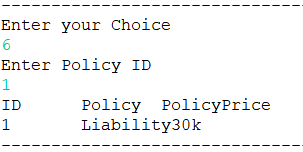 ------------------------------
Enter your Choice
6
Enter Policy ID
1
ID      Policy  PolicyPrice
1       Liability30k
------------------------------